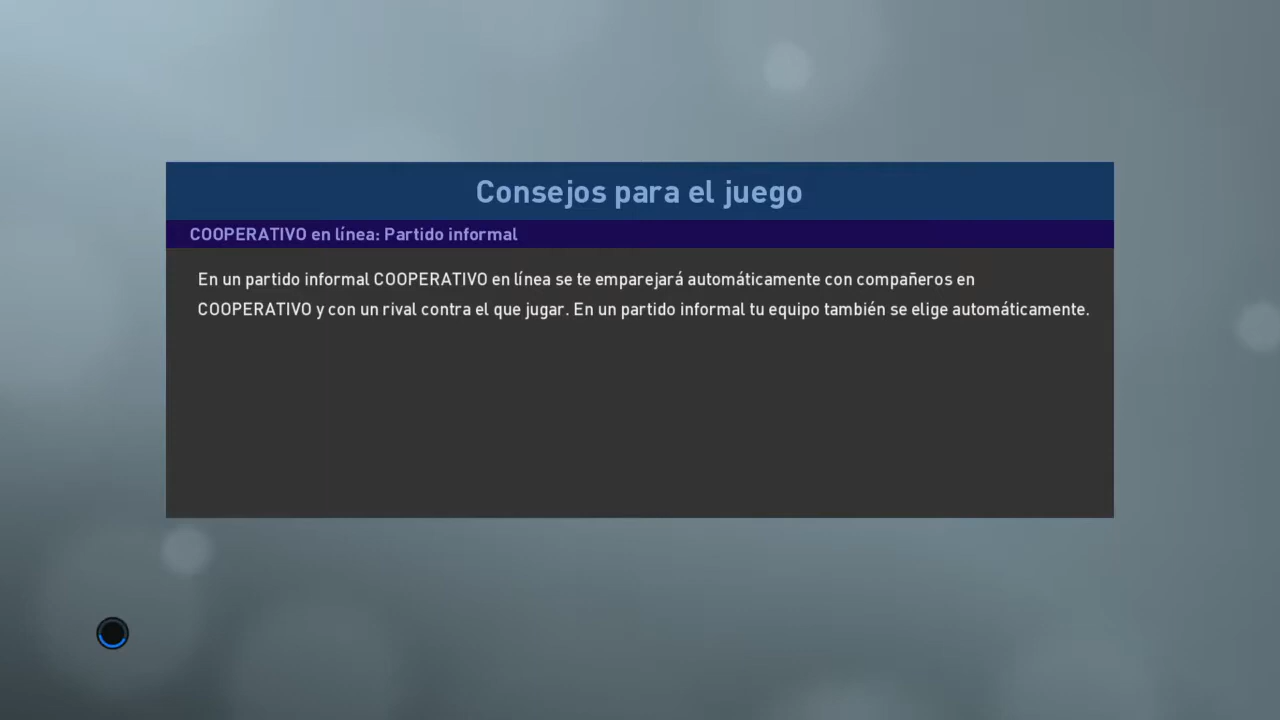 Consejos para el juego
COOPERATIVO en línea: Partido informal
En un partido informal COOPERATIVO en línea se te emparejará automáticamente con compañeros en
COOPERATIVO y con un rival contra el que jugar. En un partido informal tu equipo también se elige automáticamente.